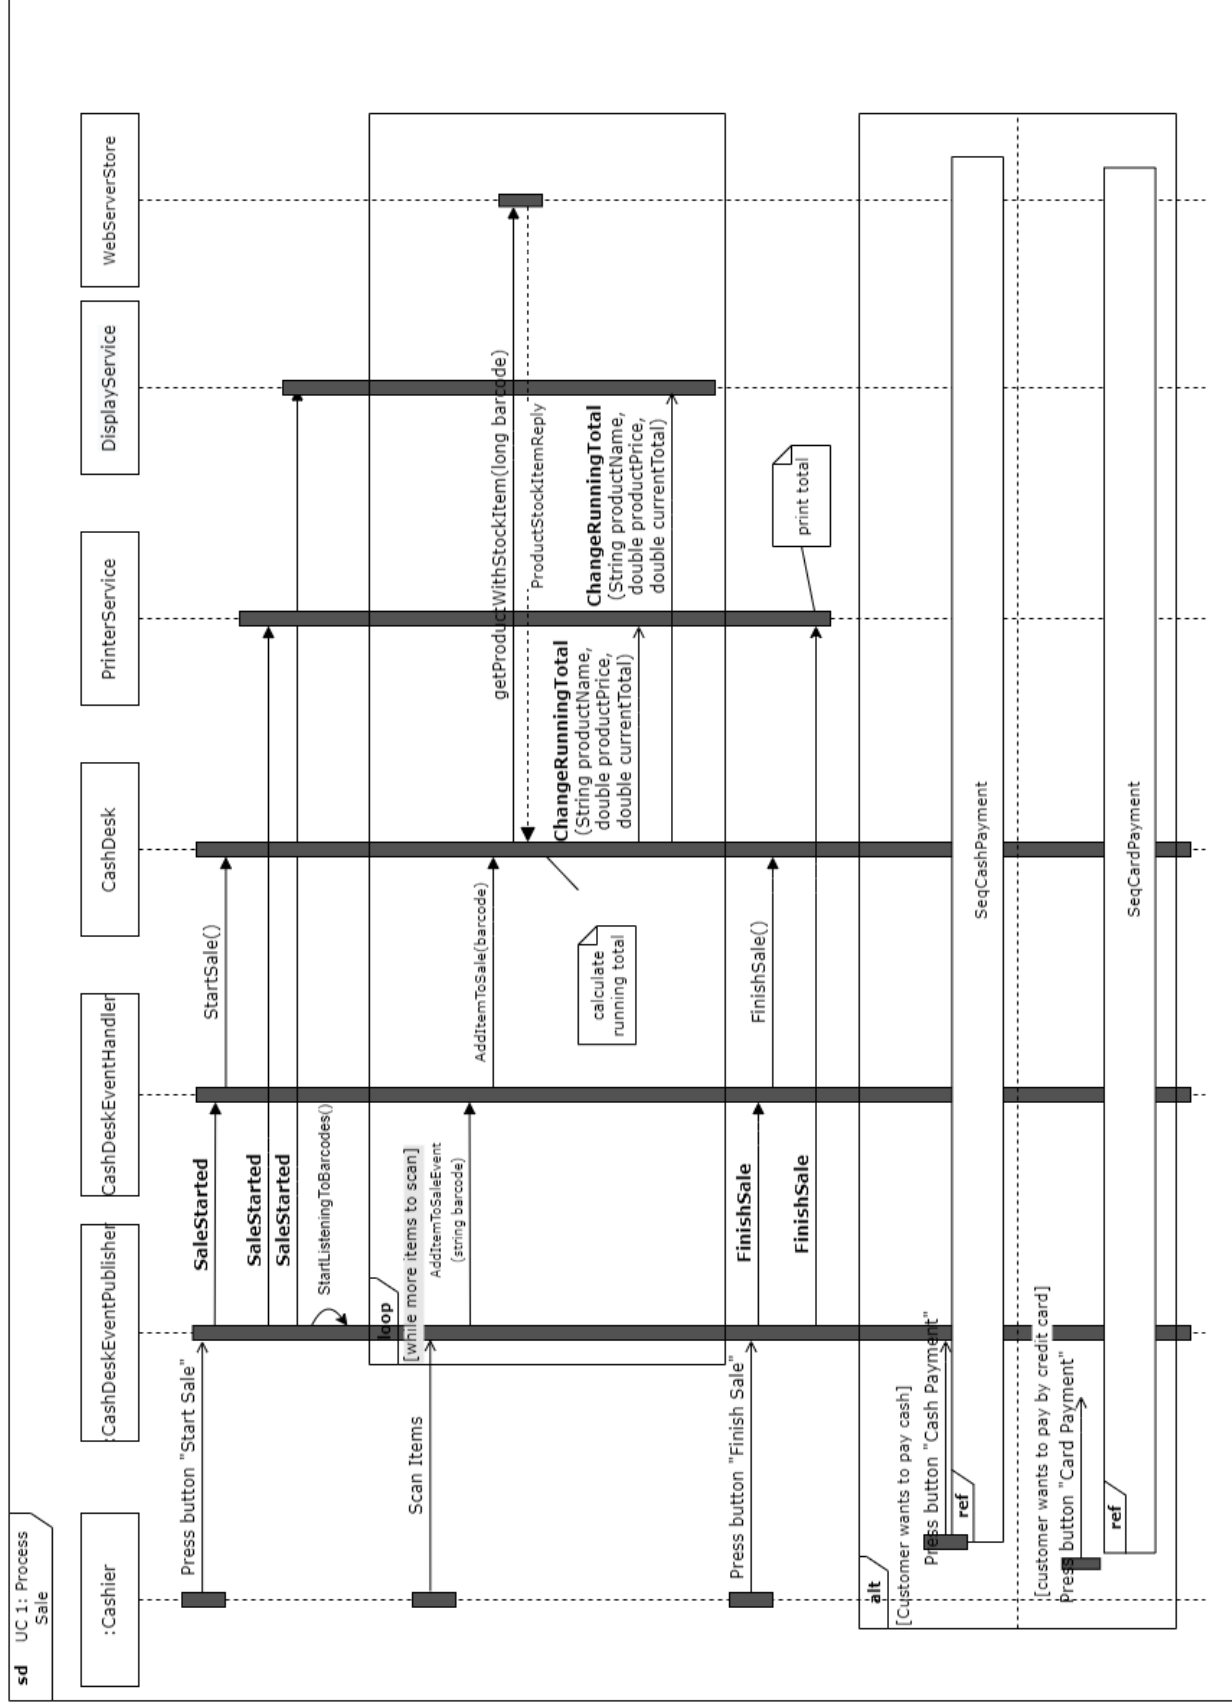 sd UC 1: Process
Sale
:Cashier
:CashDeskEventPublisher
CashDeskEventHandler
CashDesk
PrinterService
DisplayService
WebServerStore
Press button "Start Sale"
SaleStarted
StartSale()
SaleStarted
SaleStarted
StartListeningToBarcodes()
loop
[while more items to scan]
Scan Items
AddItemToSaleEvent
(string barcode)
AddItemToSale(barcode)
getProductWithStockItem(long barcode)
ProductStockItemReply
calculate
running total
ChangeRunningTotal
(String productName,
double productPrice,
double currentTotal)
ChangeRunningTotal
(String productName,
double productPrice,
double currentTotal)
Press button "Finish Sale"
FinishSale
FinishSale()
FinishSale
print total
alt
[Customer wants to pay cash]
Press button "Cash Payment"
ref
SeqCashPayment
[customer wants to pay by credit card]
Press button "Card Payment"
ref
SeqCardPayment